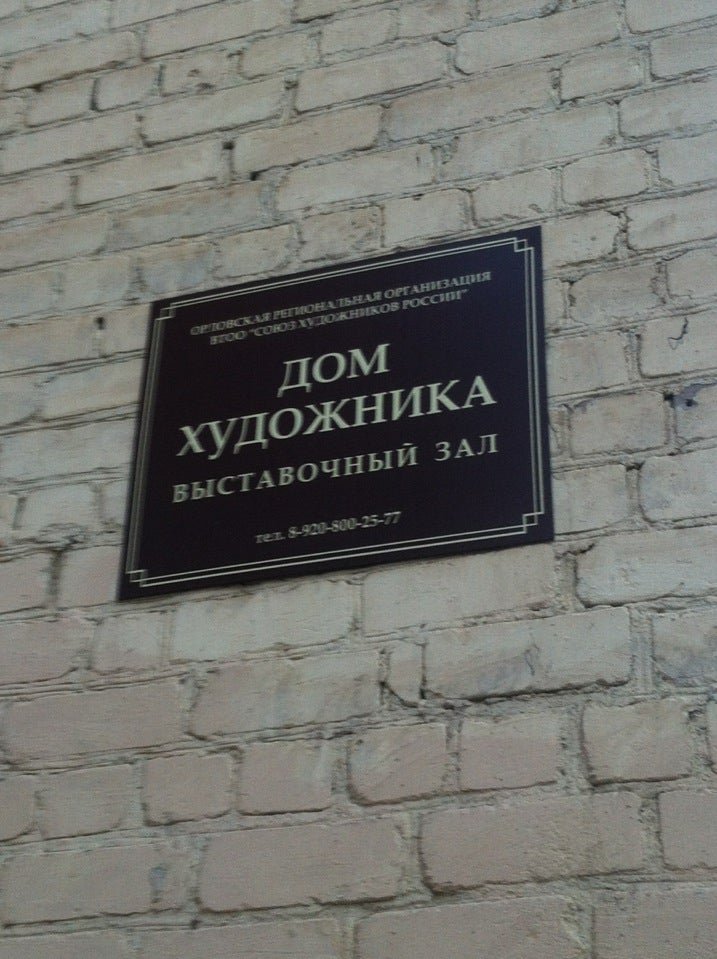 ОРЛОВСКАЯ РЕГИОНАЛЬНАЯ ОРГАНИЗАЦИЯ
ВТОО "СОЮЗ ХУДОЖНИКОВ РОССИИ"
ДОМ
ХУДОЖНИКА
ВЫСТАВОЧНЫЙ ЗАЛ
тел. 8-920-800-25-77